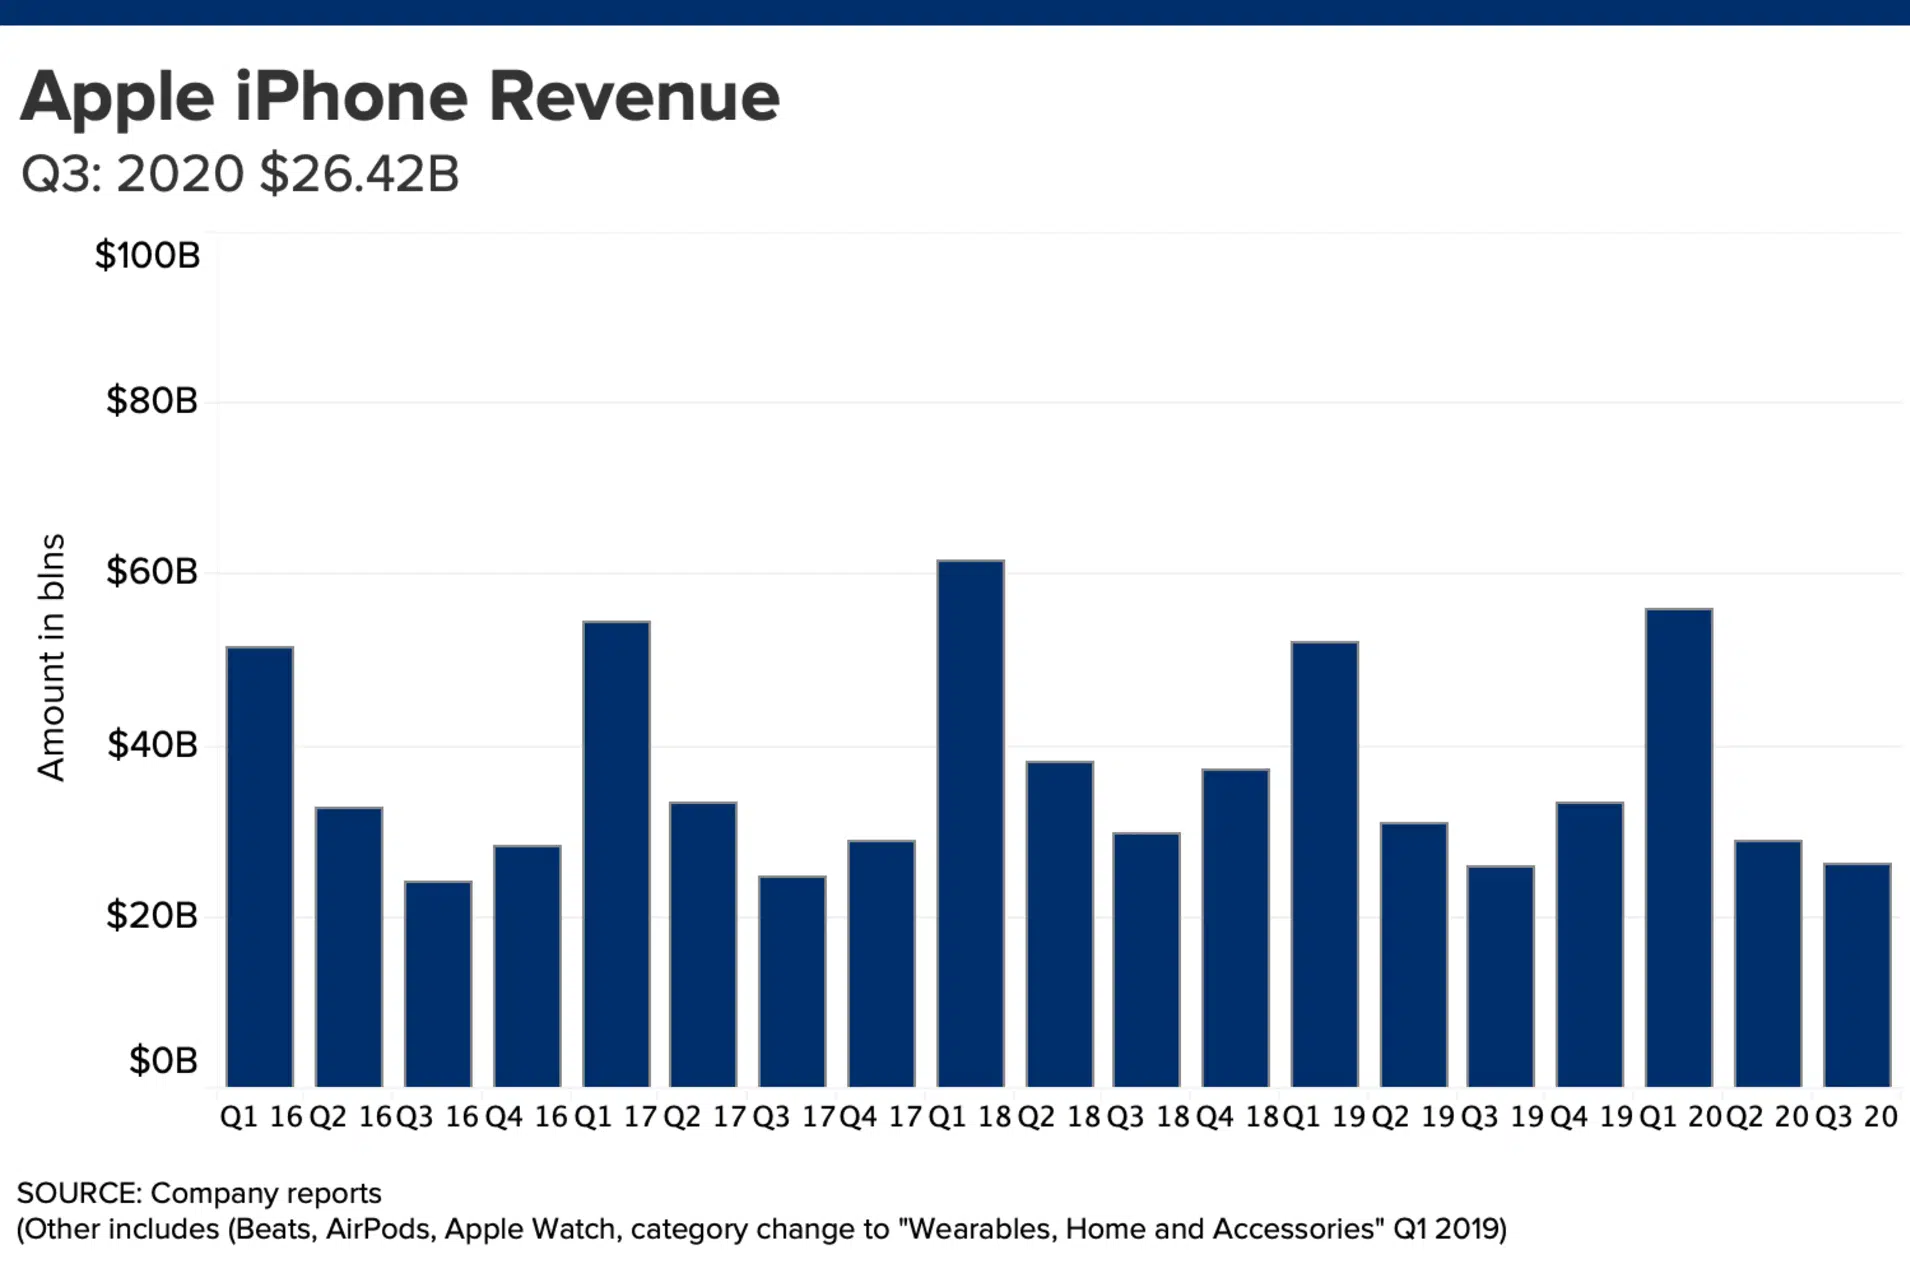 Apple iPhone Revenue
Q3: 2020 $26.42B
$100B
$80B
$60B
$40B
$20B
$0B
Amount in blns
Q1 16 Q2 16 Q3 16 Q4 16 Q1 17 Q2 17 Q3 17 Q4 17 Q1 18 Q2 18 Q3 18 Q4 18 Q1 19 Q2 19 Q3 19 Q4 19 Q1 20 Q2 20 Q3 20
SOURCE: Company reports
(Other includes (Beats, AirPods, Apple Watch, category change to "Wearables, Home and Accessories" Q1 2019)